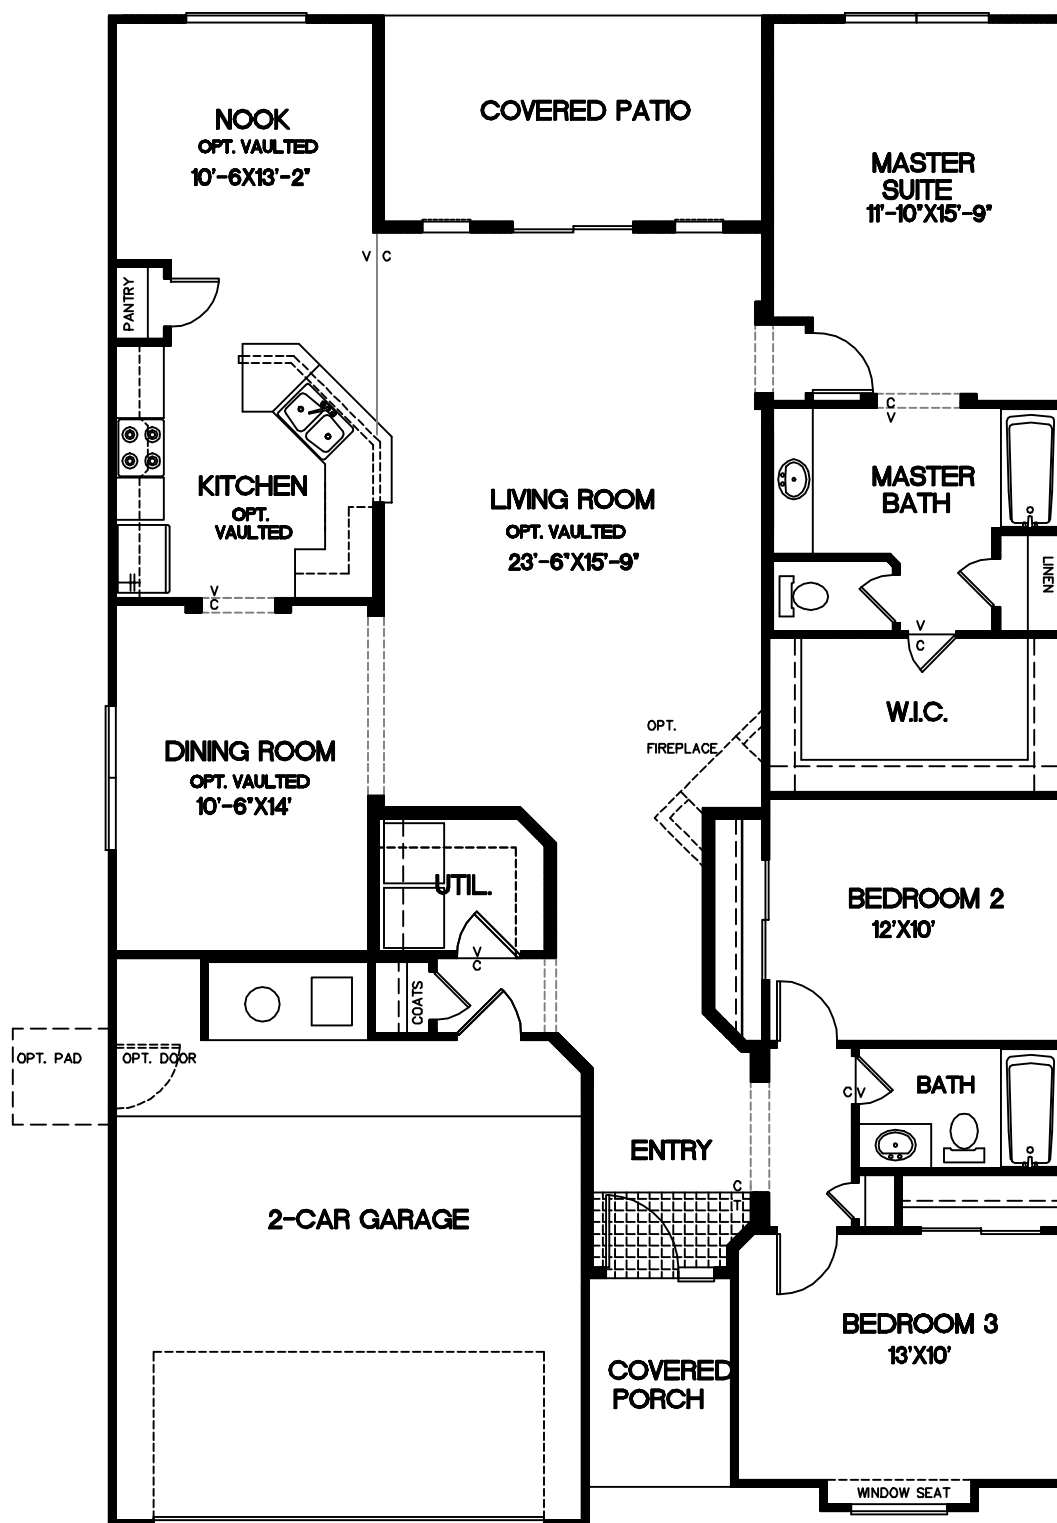 NOOK
OPT. VAULTED
10'-6"X13'-2"
COVERED PATIO
MASTER
SUITE
11'-10"X15'-9"
V C
PANTRY
KITCHEN
OPT.
VAULTED
LIVING ROOM
OPT. VAULTED
23'-6"X15'-9"
C
V
MASTER
BATH
LINEN
V
C
V
C
W.I.C.
DINING ROOM
OPT. VAULTED
10'-6"X14'
OPT.
FIREPLACE
UTIL.
V
C
BEDROOM 2
12'X10'
COATS
OPT. PAD
OPT. DOOR
BATH
C V
ENTRY
C
T
2-CAR GARAGE
BEDROOM 3
13'X10'
COVERED
PORCH
WINDOW SEAT